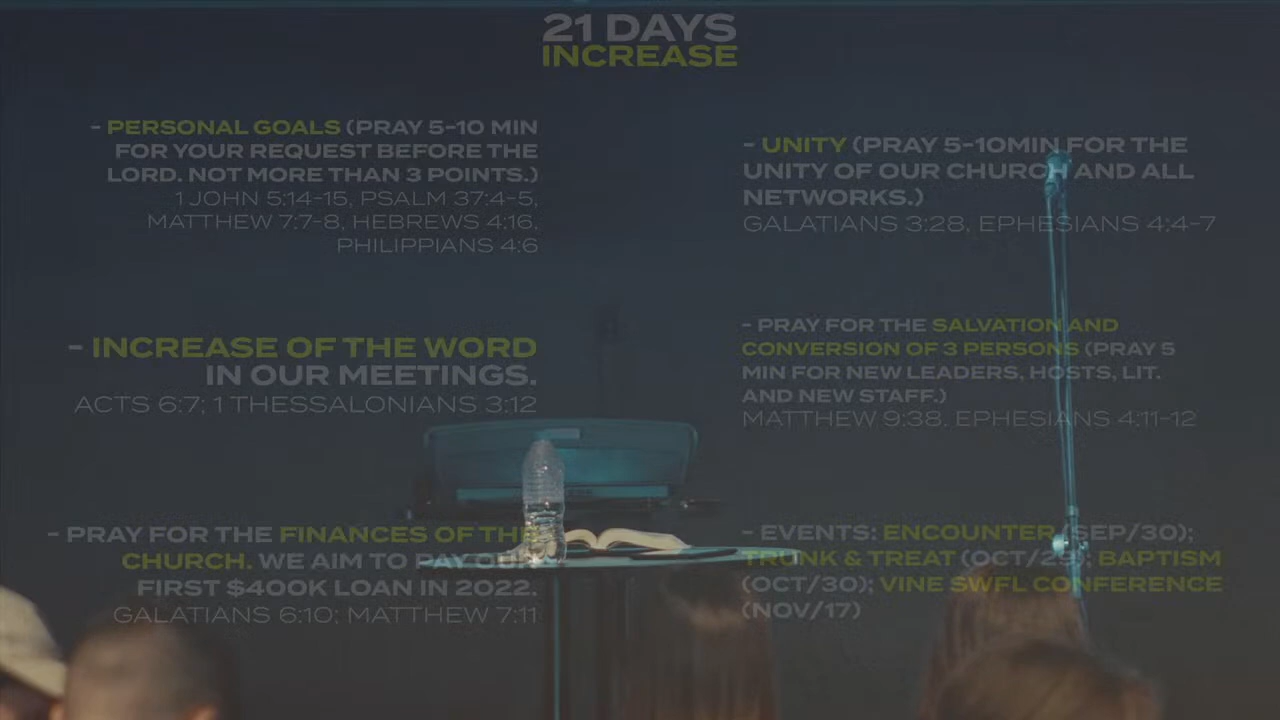 21 DAYS
INCREASE
- PERSONAL GOALS (PRAY 5-10 MIN
FOR YOUR REQUEST BEFORE THE
LORD. NOT MORE THAN 3 POINTS.)
1 JOHN 5:14-15, PSALM 37:4-5,
MATTHEW 7:7-8, HEBREWS 4:16,
PHILIPPIANS 4:6
- INCREASE OF THE WORD
IN OUR MEETINGS.
ACTS 6:7; 1 THESSALONIANS 3:12
- PRAY FOR THE FINANCES OF THE
CHURCH. WE AIM TO PAY OUR
FIRST $400K LOAN IN 2022.
GALATIANS 6:10; MATTHEW 7:11
- UNITY (PRAY 5-10MIN FOR THE
UNITY OF OUR CHURCH AND ALL
NETWORKS.)
GALATIANS 3:28, EPHESIANS 4:4-7
- PRAY FOR THE SALVATION AND
CONVERSION OF 3 PERSONS (PRAY 5
MIN FOR NEW LEADERS, HOSTS, LIT.
AND NEW STAFF.)
MATTHEW 9:38. EPHESIANS 4:11-12
- EVENTS: ENCOUNTER (SEP/30);
TRUNK & TREAT (OCT/29); BAPTISM
(OCT/30); VINE SWFL CONFERENCE
(NOV/17)